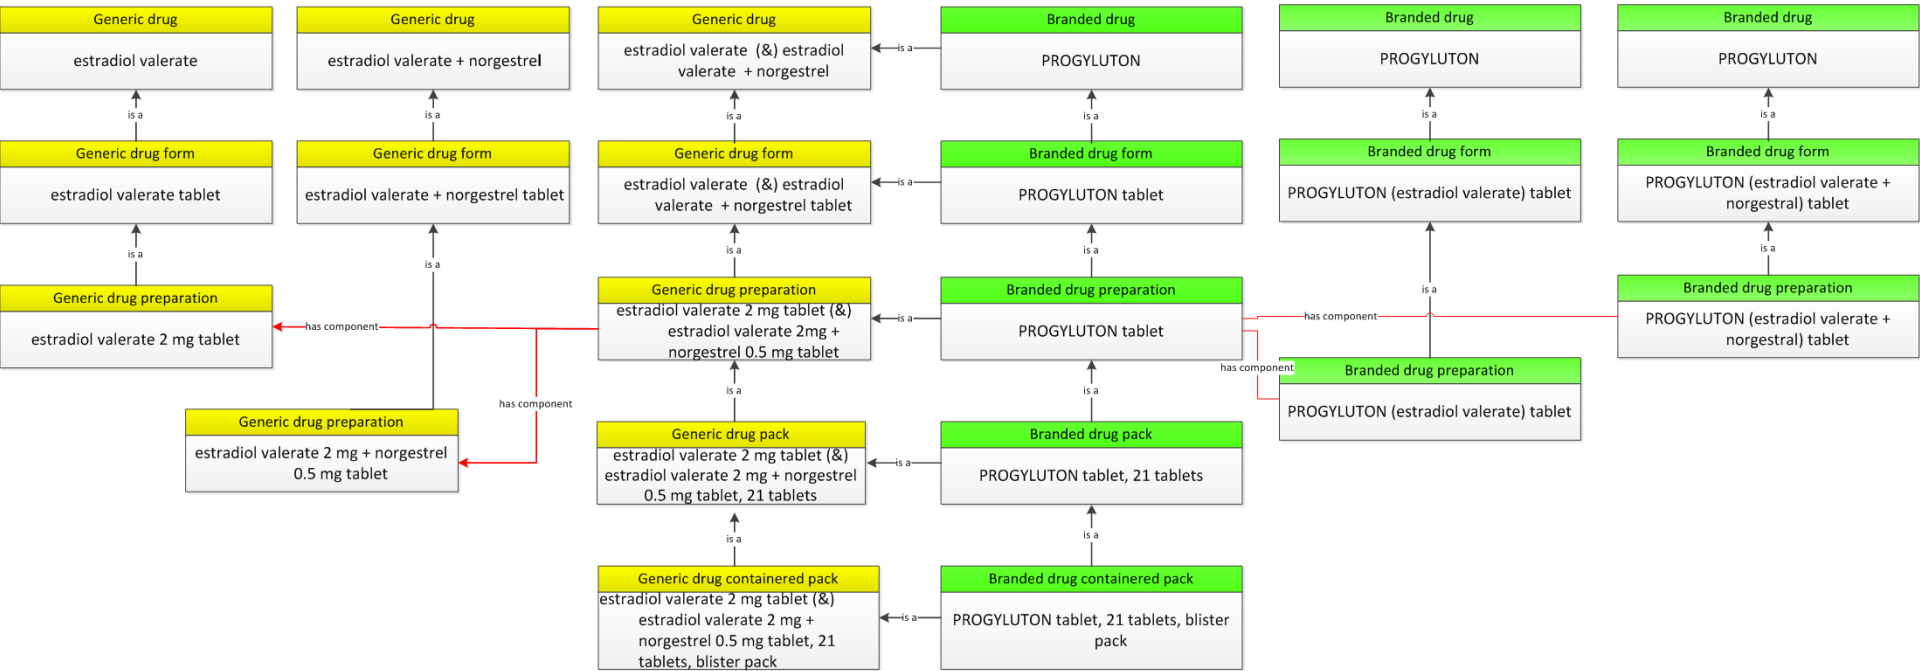 Generic drug
estradiol valerate
is a
Generic drug form
estradiol valerate tablet
is a
Generic drug preparation
estradiol valerate 2 mg tablet
Generic drug
estradiol valerate + norgestrel
is a
Generic drug form
estradiol valerate + norgestrel tablet
is a
Generic drug preparation
estradiol valerate 2 mg + norgestrel
0.5 mg tablet
has component
has component
Generic drug
estradiol valerate (&) estradiol
valerate + norgestrel
is a
is a
Generic drug form
estradiol valerate (&) estradiol
valerate + norgestrel tablet
is a
is a
Generic drug preparation
estradiol valerate 2 mg tablet (&)
estradiol valerate 2mg +
norgestrel 0.5 mg tablet
is a
is a
Generic drug pack
estradiol valerate 2 mg tablet (&)
estradiol valerate 2 mg + norgestrel
0.5 mg tablet, 21 tablets
is a
is a
Generic drug containered pack
estradiol valerate 2 mg tablet (&)
estradiol valerate 2 mg +
norgestrel 0.5 mg tablet, 21
tablets, blister pack
is a
Branded drug
PROGYLUTON
is a
Branded drug form
PROGYLUTON tablet
is a
Branded drug preparation
PROGYLUTON tablet
is a
Branded drug pack
PROGYLUTON tablet, 21 tablets
is a
Branded drug containered pack
PROGYLUTON tablet, 21 tablets, blister
pack
has component
has component
Branded drug
PROGYLUTON
is a
Branded drug form
PROGYLUTON (estradiol valerate) tablet
is a
Branded drug preparation
PROGYLUTON (estradiol valerate) tablet
Branded drug
PROGYLUTON
is a
Branded drug form
PROGYLUTON (estradiol valerate +
norgestral) tablet
is a
Branded drug preparation
PROGYLUTON (estradiol valerate +
norgestral) tablet